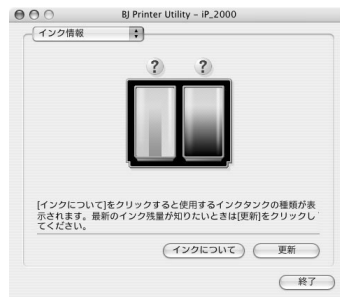 BJ Printer Utility – iP_2000
インク情報
? ?
[インクについて]をクリックすると使用するインクタンクの種類が表
示されます。最新のインク残量が知りたいときは[更新]をクリックし
てください。
インクについて 更新
終了